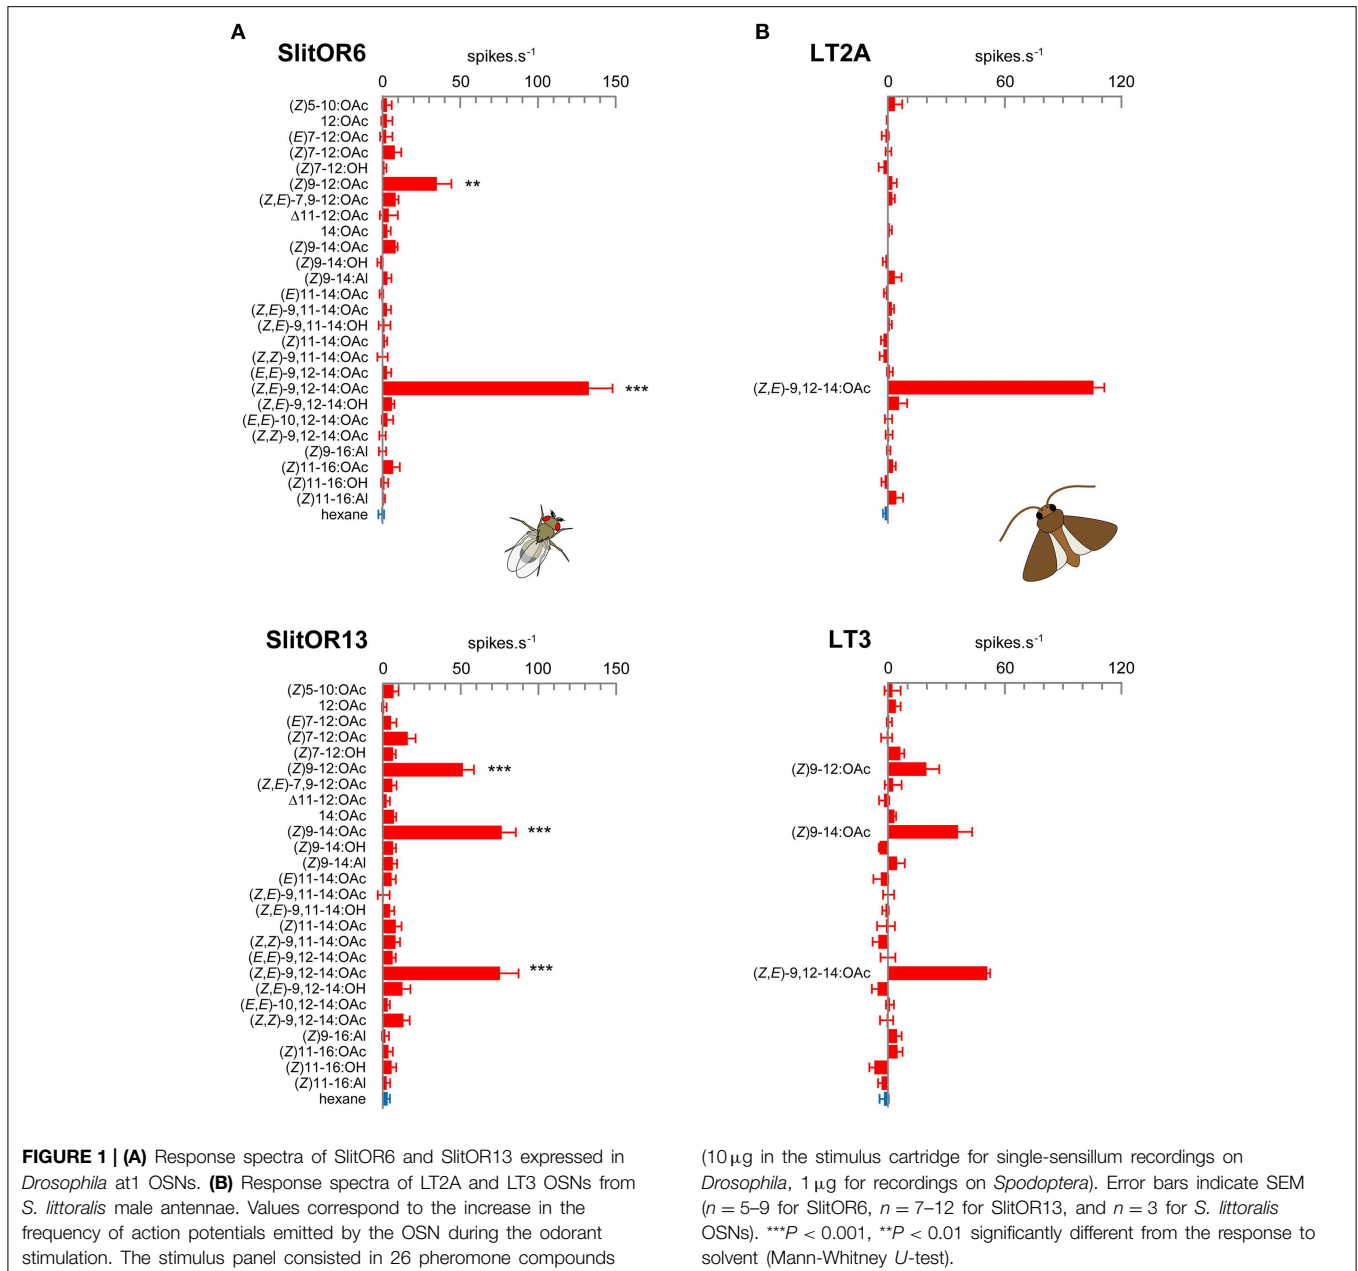 A
SlitOR6
spikes.s-1
0 50 100 150
(Z)5-10:OAc
12:OAc
(E)7-12:OAc
(Z)7-12:OAc
(Z)7-12:OH
(Z)9-12:OAc **
(Z,E)-7,9-12:OAc
Δ11-12:OAc
14:OAc
(Z)9-14:OAc
(Z)9-14:OH
(Z)9-14:Al
(E)11-14:OAc
(Z,E)-9,11-14:OAc
(Z,E)-9,11-14:OH
(Z)11-14:OAc
(Z,Z)-9,11-14:OAc
(E,E)-9,12-14:OAc
(Z,E)-9,12-14:OAc ***
(Z,E)-9,12-14:OH
(E,E)-10,12-14:OAc
(Z,Z)-9,12-14:OAc
(Z)9-16:Al
(Z)11-16:OAc
(Z)11-16:OH
(Z)11-16:Al
hexane
B
LT2A
spikes.s-1
0 60 120
(Z,E)-9,12-14:OAc
SlitOR13
spikes.s-1
0 50 100 150
(Z)5-10:OAc
12:OAc
(E)7-12:OAc
(Z)7-12:OAc
(Z)7-12:OH
(Z)9-12:OAc ***
(Z,E)-7,9-12:OAc
Δ11-12:OAc
14:OAc
(Z)9-14:OAc ***
(Z)9-14:OH
(Z)9-14:Al
(E)11-14:OAc
(Z,E)-9,11-14:OAc
(Z,E)-9,11-14:OH
(Z)11-14:OAc
(Z,Z)-9,11-14:OAc
(E,E)-9,12-14:OAc
(Z,E)-9,12-14:OAc ***
(Z,E)-9,12-14:OH
(E,E)-10,12-14:OAc
(Z,Z)-9,12-14:OAc
(Z)9-16:Al
(Z)11-16:OAc
(Z)11-16:OH
(Z)11-16:Al
hexane
LT3
spikes.s-1
0 60 120
(Z)9-12:OAc
(Z)9-14:OAc
(Z,E)-9,12-14:OAc
FIGURE 1 | (A) Response spectra of SlitOR6 and SlitOR13 expressed in
Drosophila at1 OSNs. (B) Response spectra of LT2A and LT3 OSNs from
S. littoralis male antennae. Values correspond to the increase in the
frequency of action potentials emitted by the OSN during the odorant
stimulation. The stimulus panel consisted in 26 pheromone compounds
(10 μg in the stimulus cartridge for single-sensillum recordings on
Drosophila, 1 μg for recordings on Spodoptera). Error bars indicate SEM
(n = 5–9 for SlitOR6, n = 7–12 for SlitOR13, and n = 3 for S. littoralis
OSNs). ***P < 0.001, **P < 0.01 significantly different from the response to
solvent (Mann-Whitney U-test).